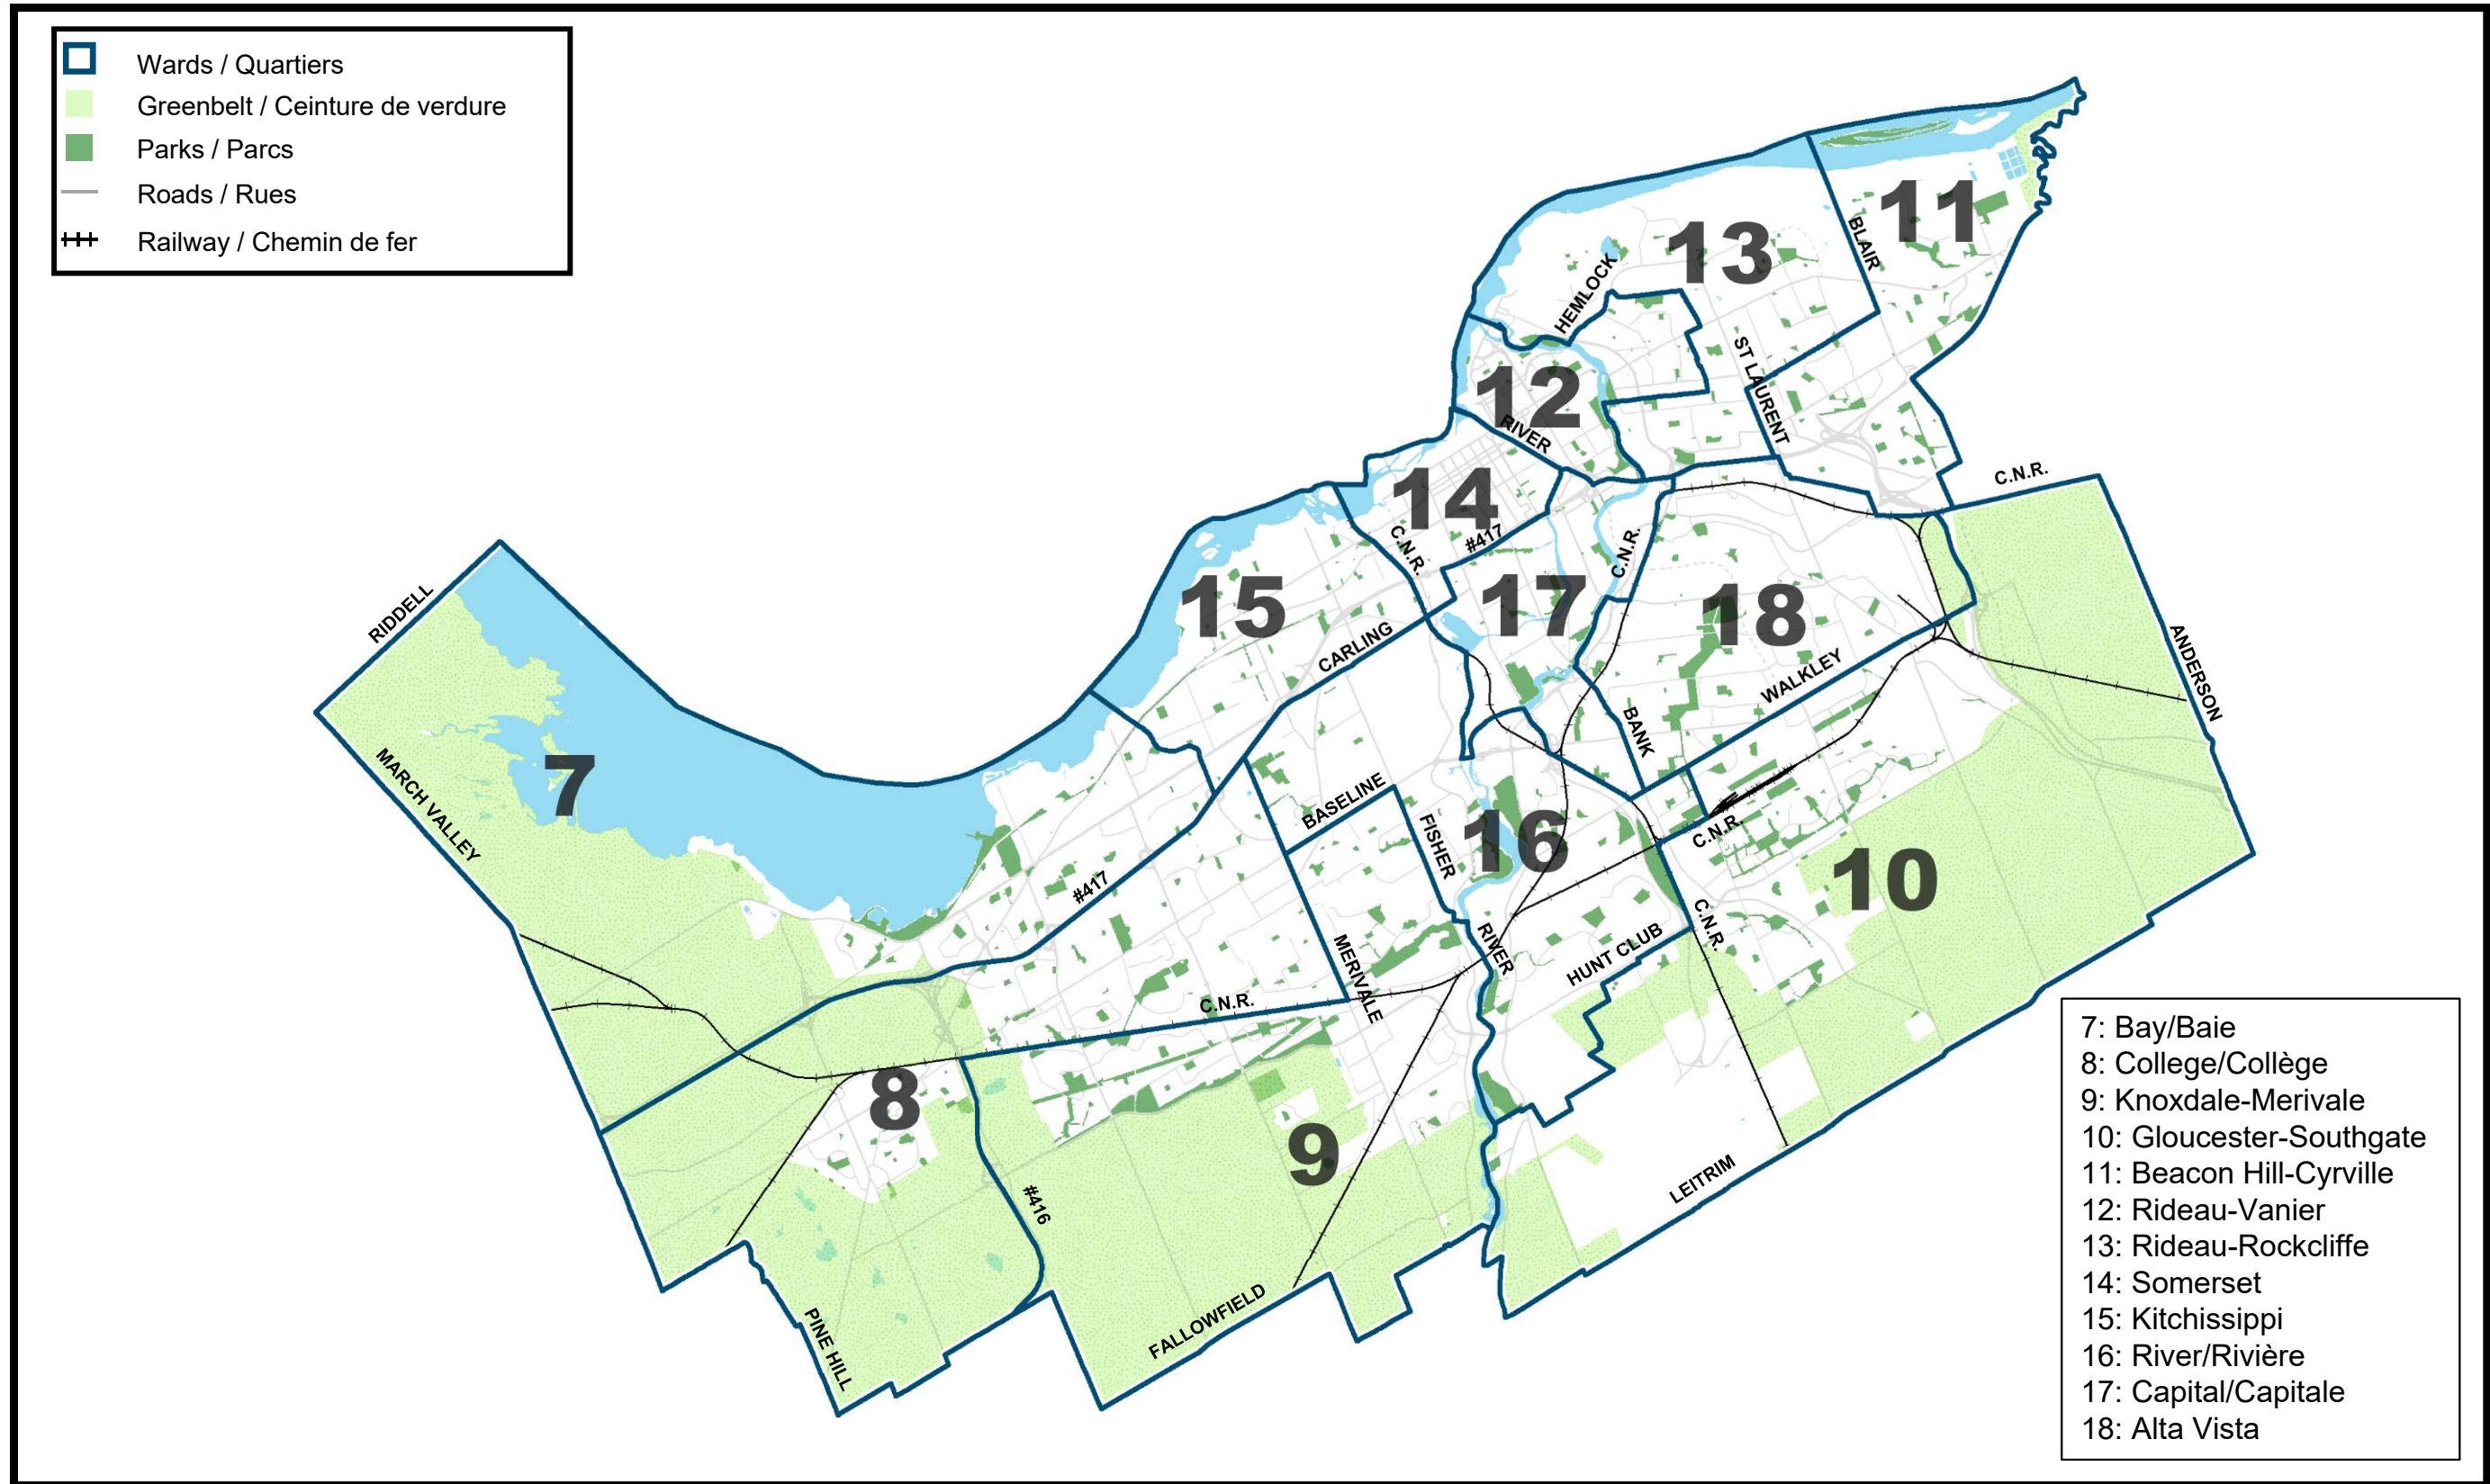 Wards / Quartiers
Greenbelt / Ceinture de verdure
Parks / Parcs
Roads / Rues
Railway / Chemin de fer
11
BLAIR
13
HEMLOCK
ST LAURENT
12
RIVER
C.N.R.
14
#417
C.N.R.
C.N.R.
15
17
18
RIDDELL
CARLING
WALKLEY
ANDERSON
BANK
MARCH VALLEY
7
BASELINE
FISHER
16
C.N.R.
10
#417
C.N.R.
MERIVALE
RIVER
HUNT CLUB
C.N.R.
8
9
#416
LEITRIM
PINE HILL
FALLOWFIELD
7: Bay/Baie
8: College/Collège
9: Knoxdale-Merivale
10: Gloucester-Southgate
11: Beacon Hill-Cyrville
12: Rideau-Vanier
13: Rideau-Rockcliffe
14: Somerset
15: Kitchissippi
16: River/Rivière
17: Capital/Capitale
18: Alta Vista